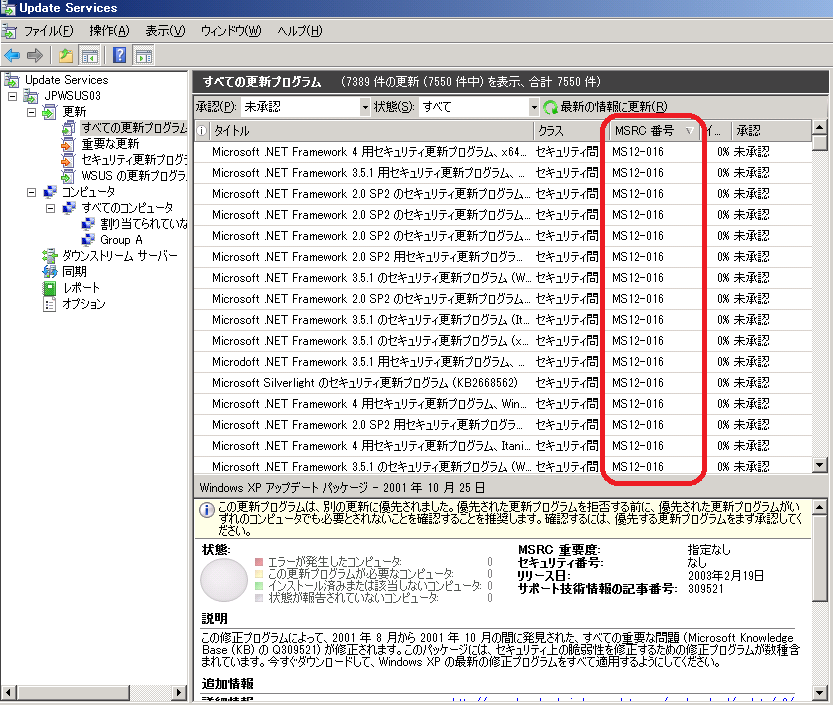 Update Services
ファイル(F) 操作(A) 表示(V) ウィンドウ(W) ヘルプ(H)
Update Services
JPWSUS03
更新
すべての更新プログラム
重要な更新
セキュリティ更新プログ
WSUS の更新プログラ
コンピュータ
すべてのコンピュータ
割り当てられていな
Group A
ダウンストリーム サーバー
同期
レポート
オプション
すべての更新プログラム (7389 件の更新 (7550 件中) を表示、合計 7550 件)
承認(P): 未承認 状態(S): すべて 最新の情報に更新(R)
タイトル クラス MSRC 番号 イ... 承認
Microsoft .NET Framework 4 用セキュリティ更新プログラム、x64... セキュリティ問 MS12-016 0% 未承認
Microsoft .NET Framework 3.5.1 用セキュリティ更新プログラム、... セキュリティ問 MS12-016 0% 未承認
Microsoft .NET Framework 2.0 SP2 のセキュリティ更新プログラム... セキュリティ問 MS12-016 0% 未承認
Microsoft .NET Framework 2.0 SP2 のセキュリティ更新プログラム... セキュリティ問 MS12-016 0% 未承認
Microsoft .NET Framework 2.0 SP2 のセキュリティ更新プログラム... セキュリティ問 MS12-016 0% 未承認
Microsoft .NET Framework 2.0 SP2 用セキュリティ更新プログラ... セキュリティ問 MS12-016 0% 未承認
Microsoft .NET Framework 3.5.1 のセキュリティ更新プログラム (W... セキュリティ問 MS12-016 0% 未承認
Microsoft .NET Framework 2.0 SP2 のセキュリティ更新プログラム... セキュリティ問 MS12-016 0% 未承認
Microsoft .NET Framework 3.5.1 のセキュリティ更新プログラム (It... セキュリティ問 MS12-016 0% 未承認
Microsoft .NET Framework 3.5.1 のセキュリティ更新プログラム (x... セキュリティ問 MS12-016 0% 未承認
Microdoft .NET Framework 3.5.1 用セキュリティ更新プログラム、... セキュリティ問 MS12-016 0% 未承認
Microsoft Silverlight のセキュリティ更新プログラム (KB2668562) セキュリティ問 MS12-016 0% 未承認
Microsoft .NET Framework 4 用セキュリティ更新プログラム、Win... セキュリティ問 MS12-016 0% 未承認
Microsoft .NET Framework 2.0 SP2 用セキュリティ更新プログラ... セキュリティ問 MS12-016 0% 未承認
Microsoft .NET Framework 4 用セキュリティ更新プログラム、Itani... セキュリティ問 MS12-016 0% 未承認
Microsoft .NET Framework 3.5.1 のセキュリティ更新プログラム (W... セキュリティ問 MS12-016 0% 未承認
Windows XP アップデート パッケージ - 2001 年 10 月 25 日
この更新プログラムは、別の更新に優先されました。優先された更新プログラムを拒否する前に、優先された更新プログラムがい
ずれのコンピュータでも必要とされないことを確認することを推奨します。確認するには、優先する更新プログラムをまず承認してく
ださい。
状態:
エラーが発生したコンピュータ: 0
この更新プログラムが必要なコンピュータ: 0
インストール済みまたは該当しないコンピュータ: 0
状態が報告されていないコンピュータ: 0
MSRC 重要度: 指定なし
セキュリティ番号: なし
リリース日: 2003年2月19日
サポート技術情報の記事番号: 309521
説明
この修正プログラムによって、2001 年 8 月から 2001 年 10 月の間に発見された、すべての重要な問題 (Microsoft Knowledge
Base (KB) の Q309521) が修正されます。このパッケージには、セキュリティ上の脆弱性を修正するための修正プログラムが数種含
まれています。今すぐダウンロードして、Windows XP の最新の修正プログラムをすべて適用するようにしてください。
追加情報
詳細情報